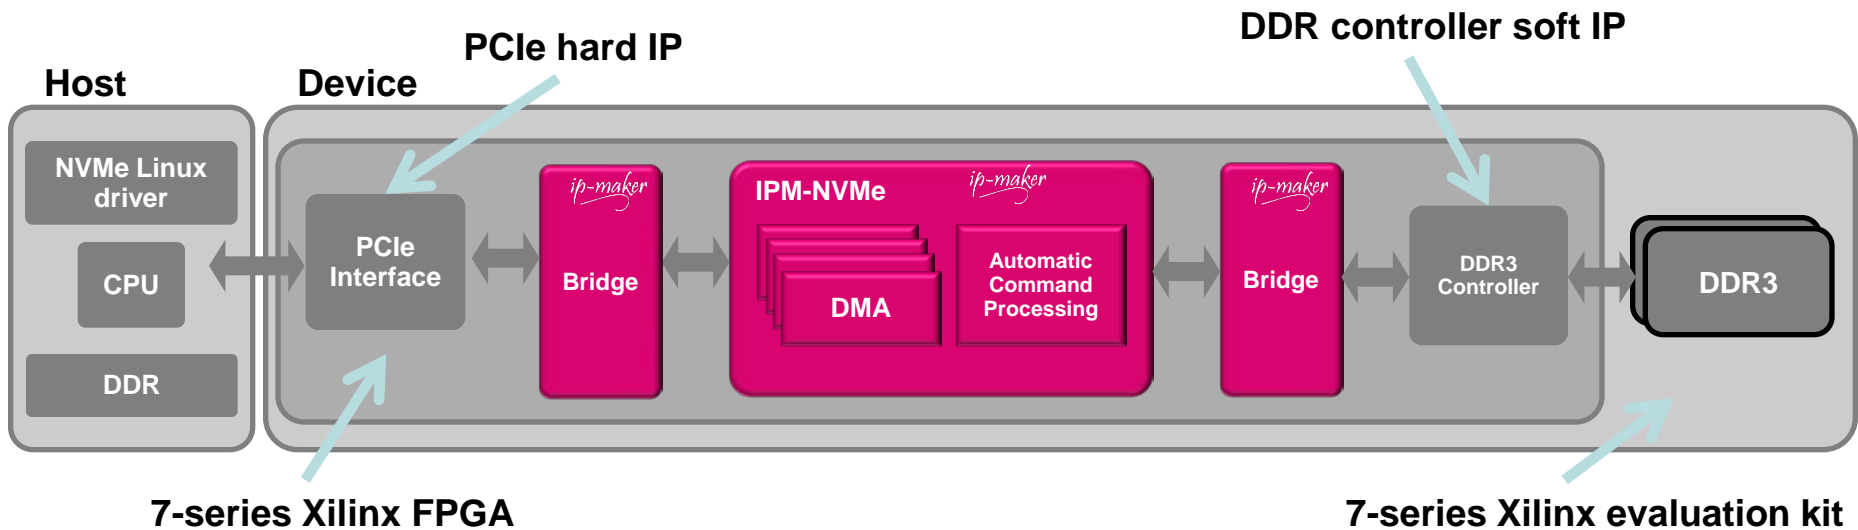 PCIe hard IP
DDR controller soft IP
Host
Device
NVMe Linux
driver
CPU
DDR
PCIe
Interface
ip-maker
Bridge
IPM-NVMe
ip-maker
DMA
Automatic
Command
Processing
ip-maker
Bridge
DDR3
Controller
DDR3
7-series Xilinx FPGA
7-series Xilinx evaluation kit